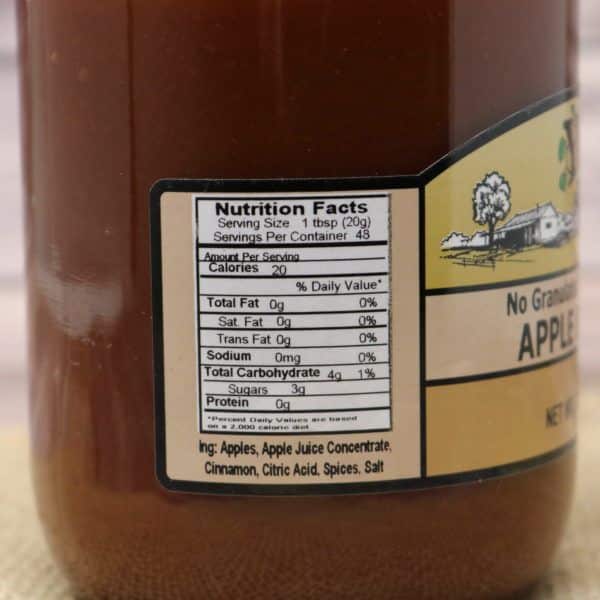 Nutrition Facts
Serving Size 1 tbsp (20g)
Servings Per Container 48
Amount Per Serving
Calories 20
% Daily Value*
Total Fat 0g 0%
Sat. Fat 0g 0%
Trans Fat 0g 0%
Sodium 0mg 0%
Total Carbohydrate 4g 1%
Sugars 3g
Protein 0g
*Percent Daily Values are based
on a 2,000 calorie diet.
Ing: Apples, Apple Juice Concentrate,
Cinnamon, Citric Acid, Spices, Salt
No
APPLE
NET